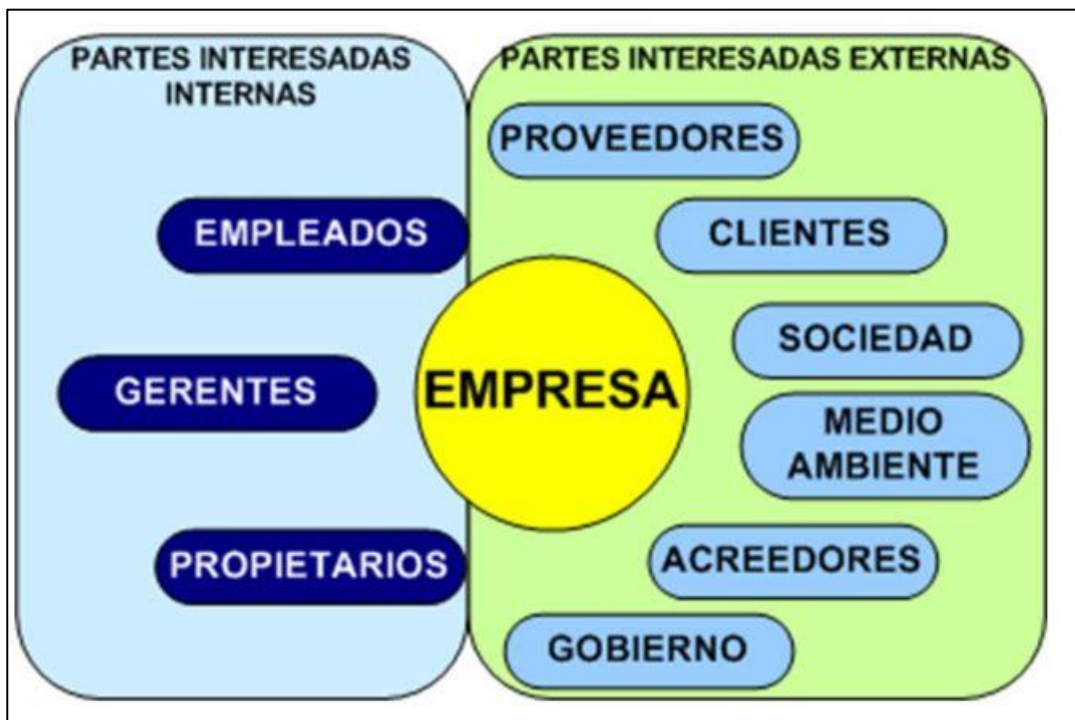 PARTES INTERESADAS
INTERNAS
EMPLEADOS
GERENTES
PROPIETARIOS
EMPRESA
PARTES INTERESADAS EXTERNAS
PROVEEDORES
CLIENTES
SOCIEDAD
MEDIO
AMBIENTE
ACREEDORES
GOBIERNO